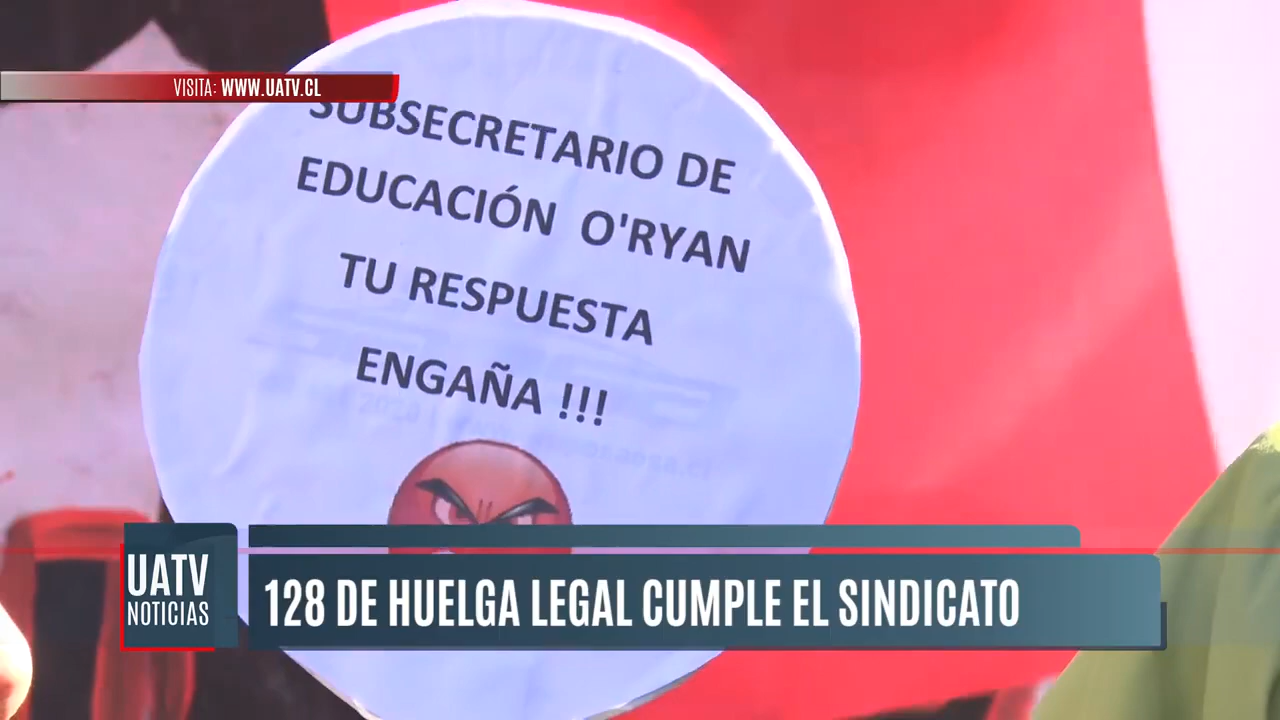 VISITA: WWW.UATV.CL
SUBSECRETARIO DE
EDUCACIÓN O'RYAN
TU RESPUESTA
ENGAÑA !!!
UATV
NOTICIAS
128 DE HUELGA LEGAL CUMPLE EL SINDICATO